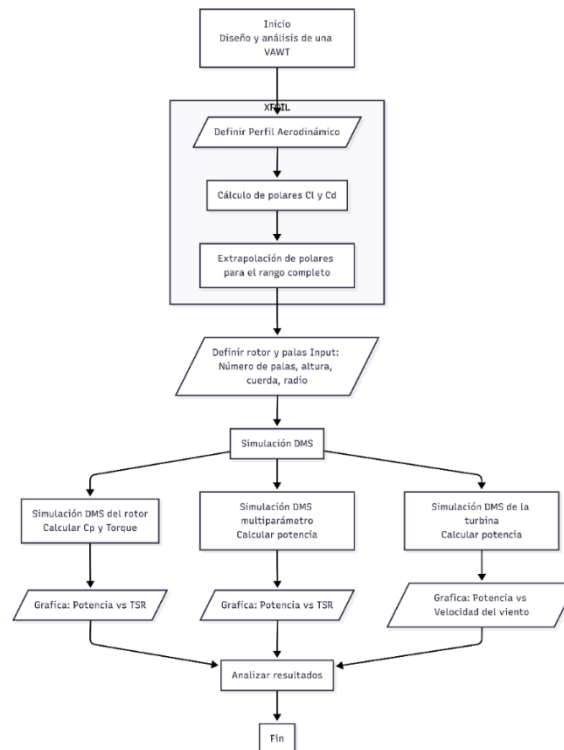 Inicio
Diseño y análisis de una
VAWT
XFOIL
Definir Perfil Aerodinámico
Cálculo de polares Cl y Cd
Extrapolación de polares
para el rango completo
Definir rotor y palas Input:
Número de palas, altura,
cuerda, radio
Simulación DMS
Simulación DMS del rotor
Calcular Cp y Torque
Simulación DMS
multiparámetro
Calcular potencia
Simulación DMS de la
turbina
Calcular potencia
Grafica: Potencia vs TSR
Grafica: Potencia vs TSR
Grafica: Potencia vs
Velocidad del viento
Analizar resultados
Fin